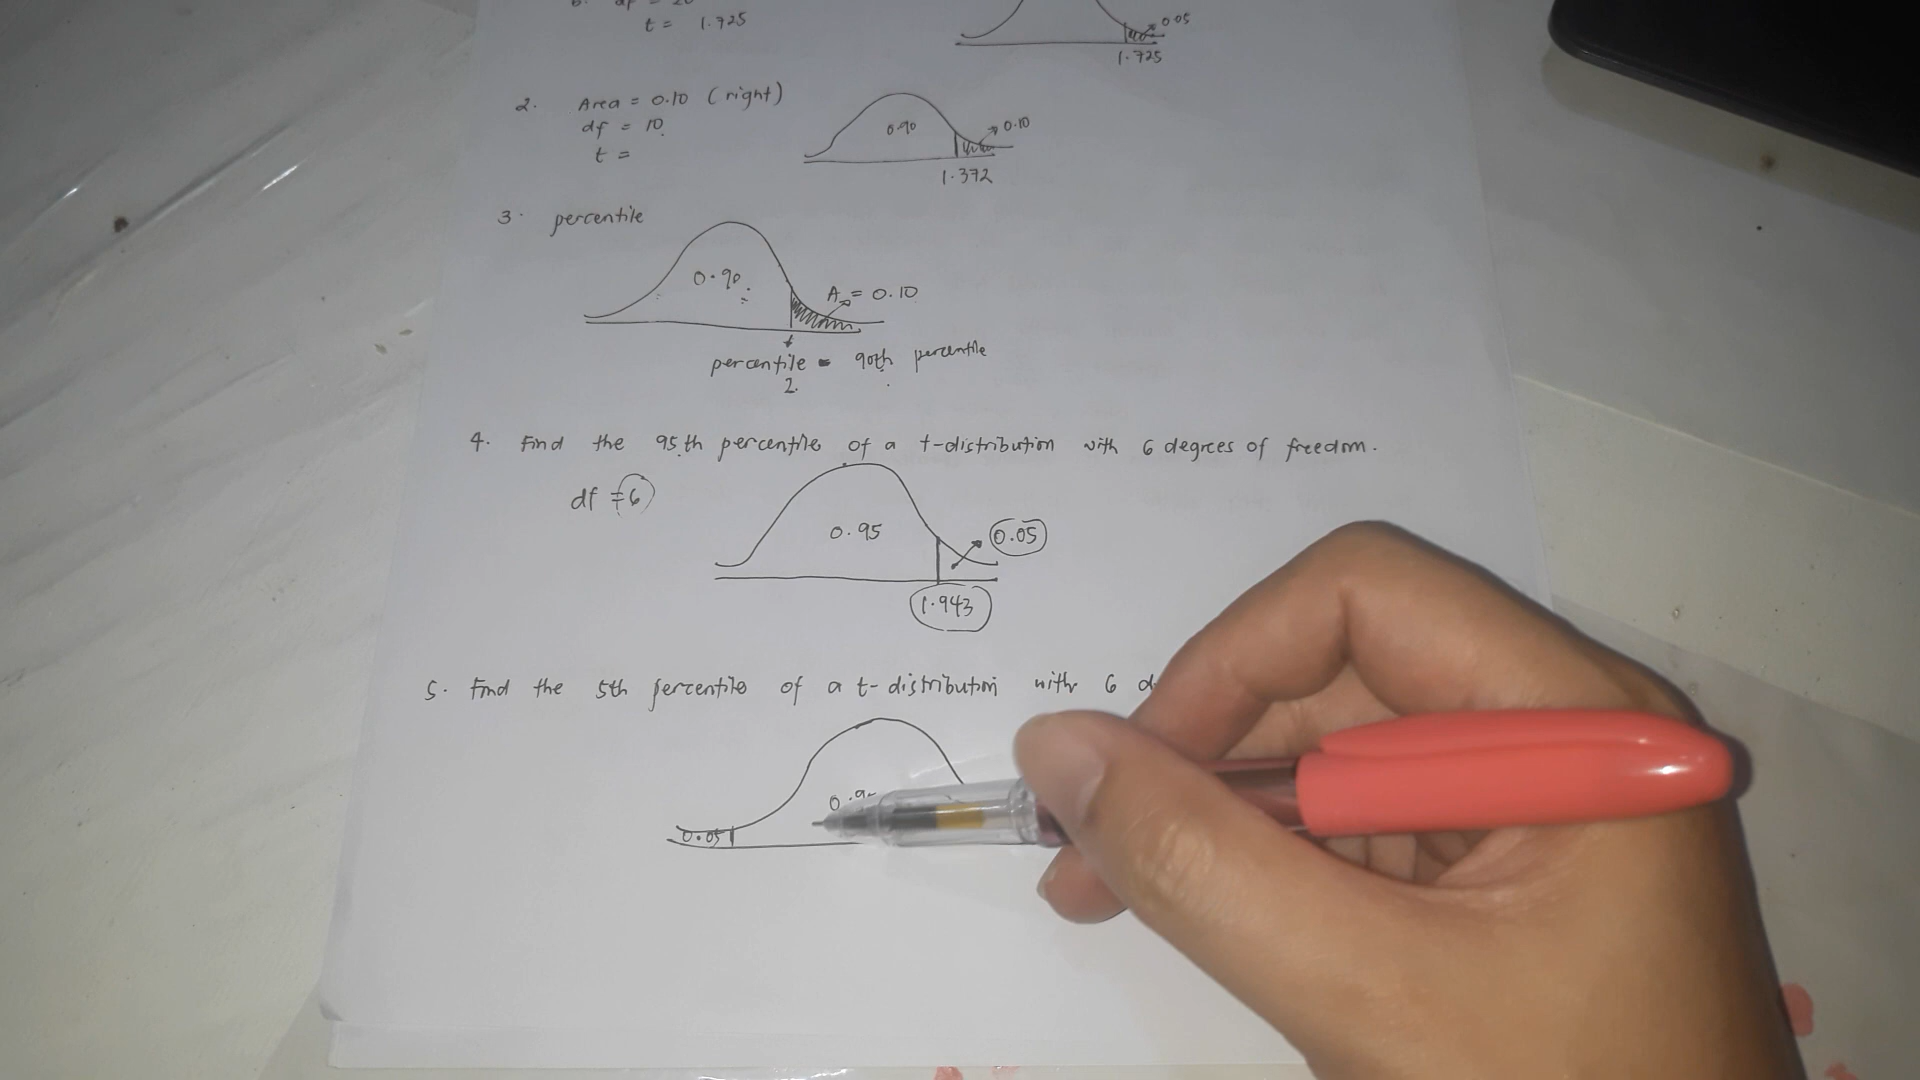 b. df = 20
t = 1.725
0.05
1.725
2. Area = 0.10 (right)
df = 10
t =
0.90
0.10
1.372
3. percentile
0.90
A = 0.10
percentile = 90th percentile
2.
4. Find the 95th percentile of a t-distribution with 6 degrees of freedom.
df = 6
0.95
0.05
1.943
5. Find the 5th percentile of a t-distribution with 6 d
0.05